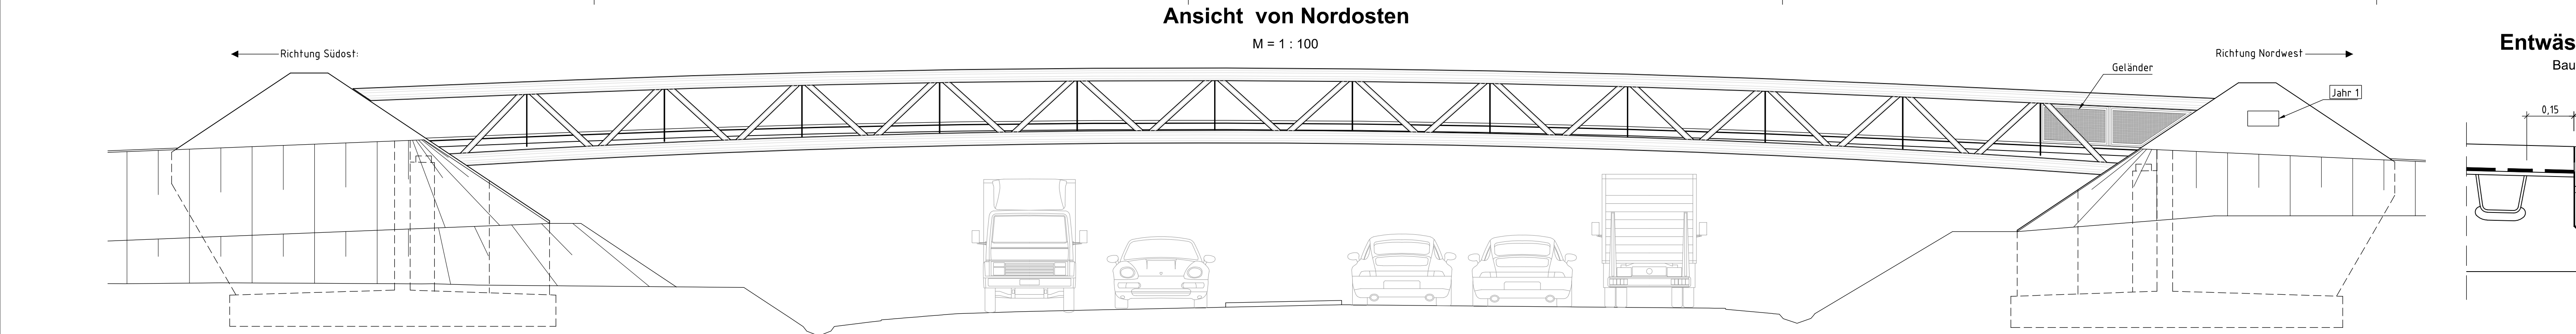 Ansicht von Nordosten
M = 1 : 100
Richtung Südost:
Richtung Nordwest
Geländer
Jahr 1
Entwäs
Bau
0,15